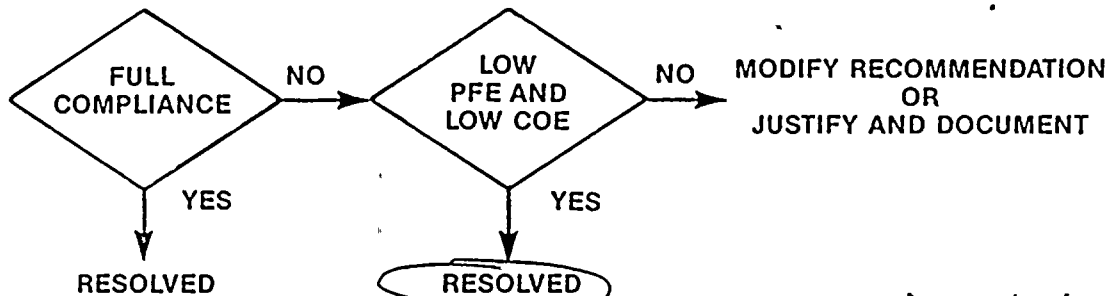 FULL
COMPLIANCE
NO
LOW
PFE AND
LOW COE
NO
MODIFY RECOMMENDATION
OR
JUSTIFY AND DOCUMENT
YES
YES
RESOLVED
RESOLVED